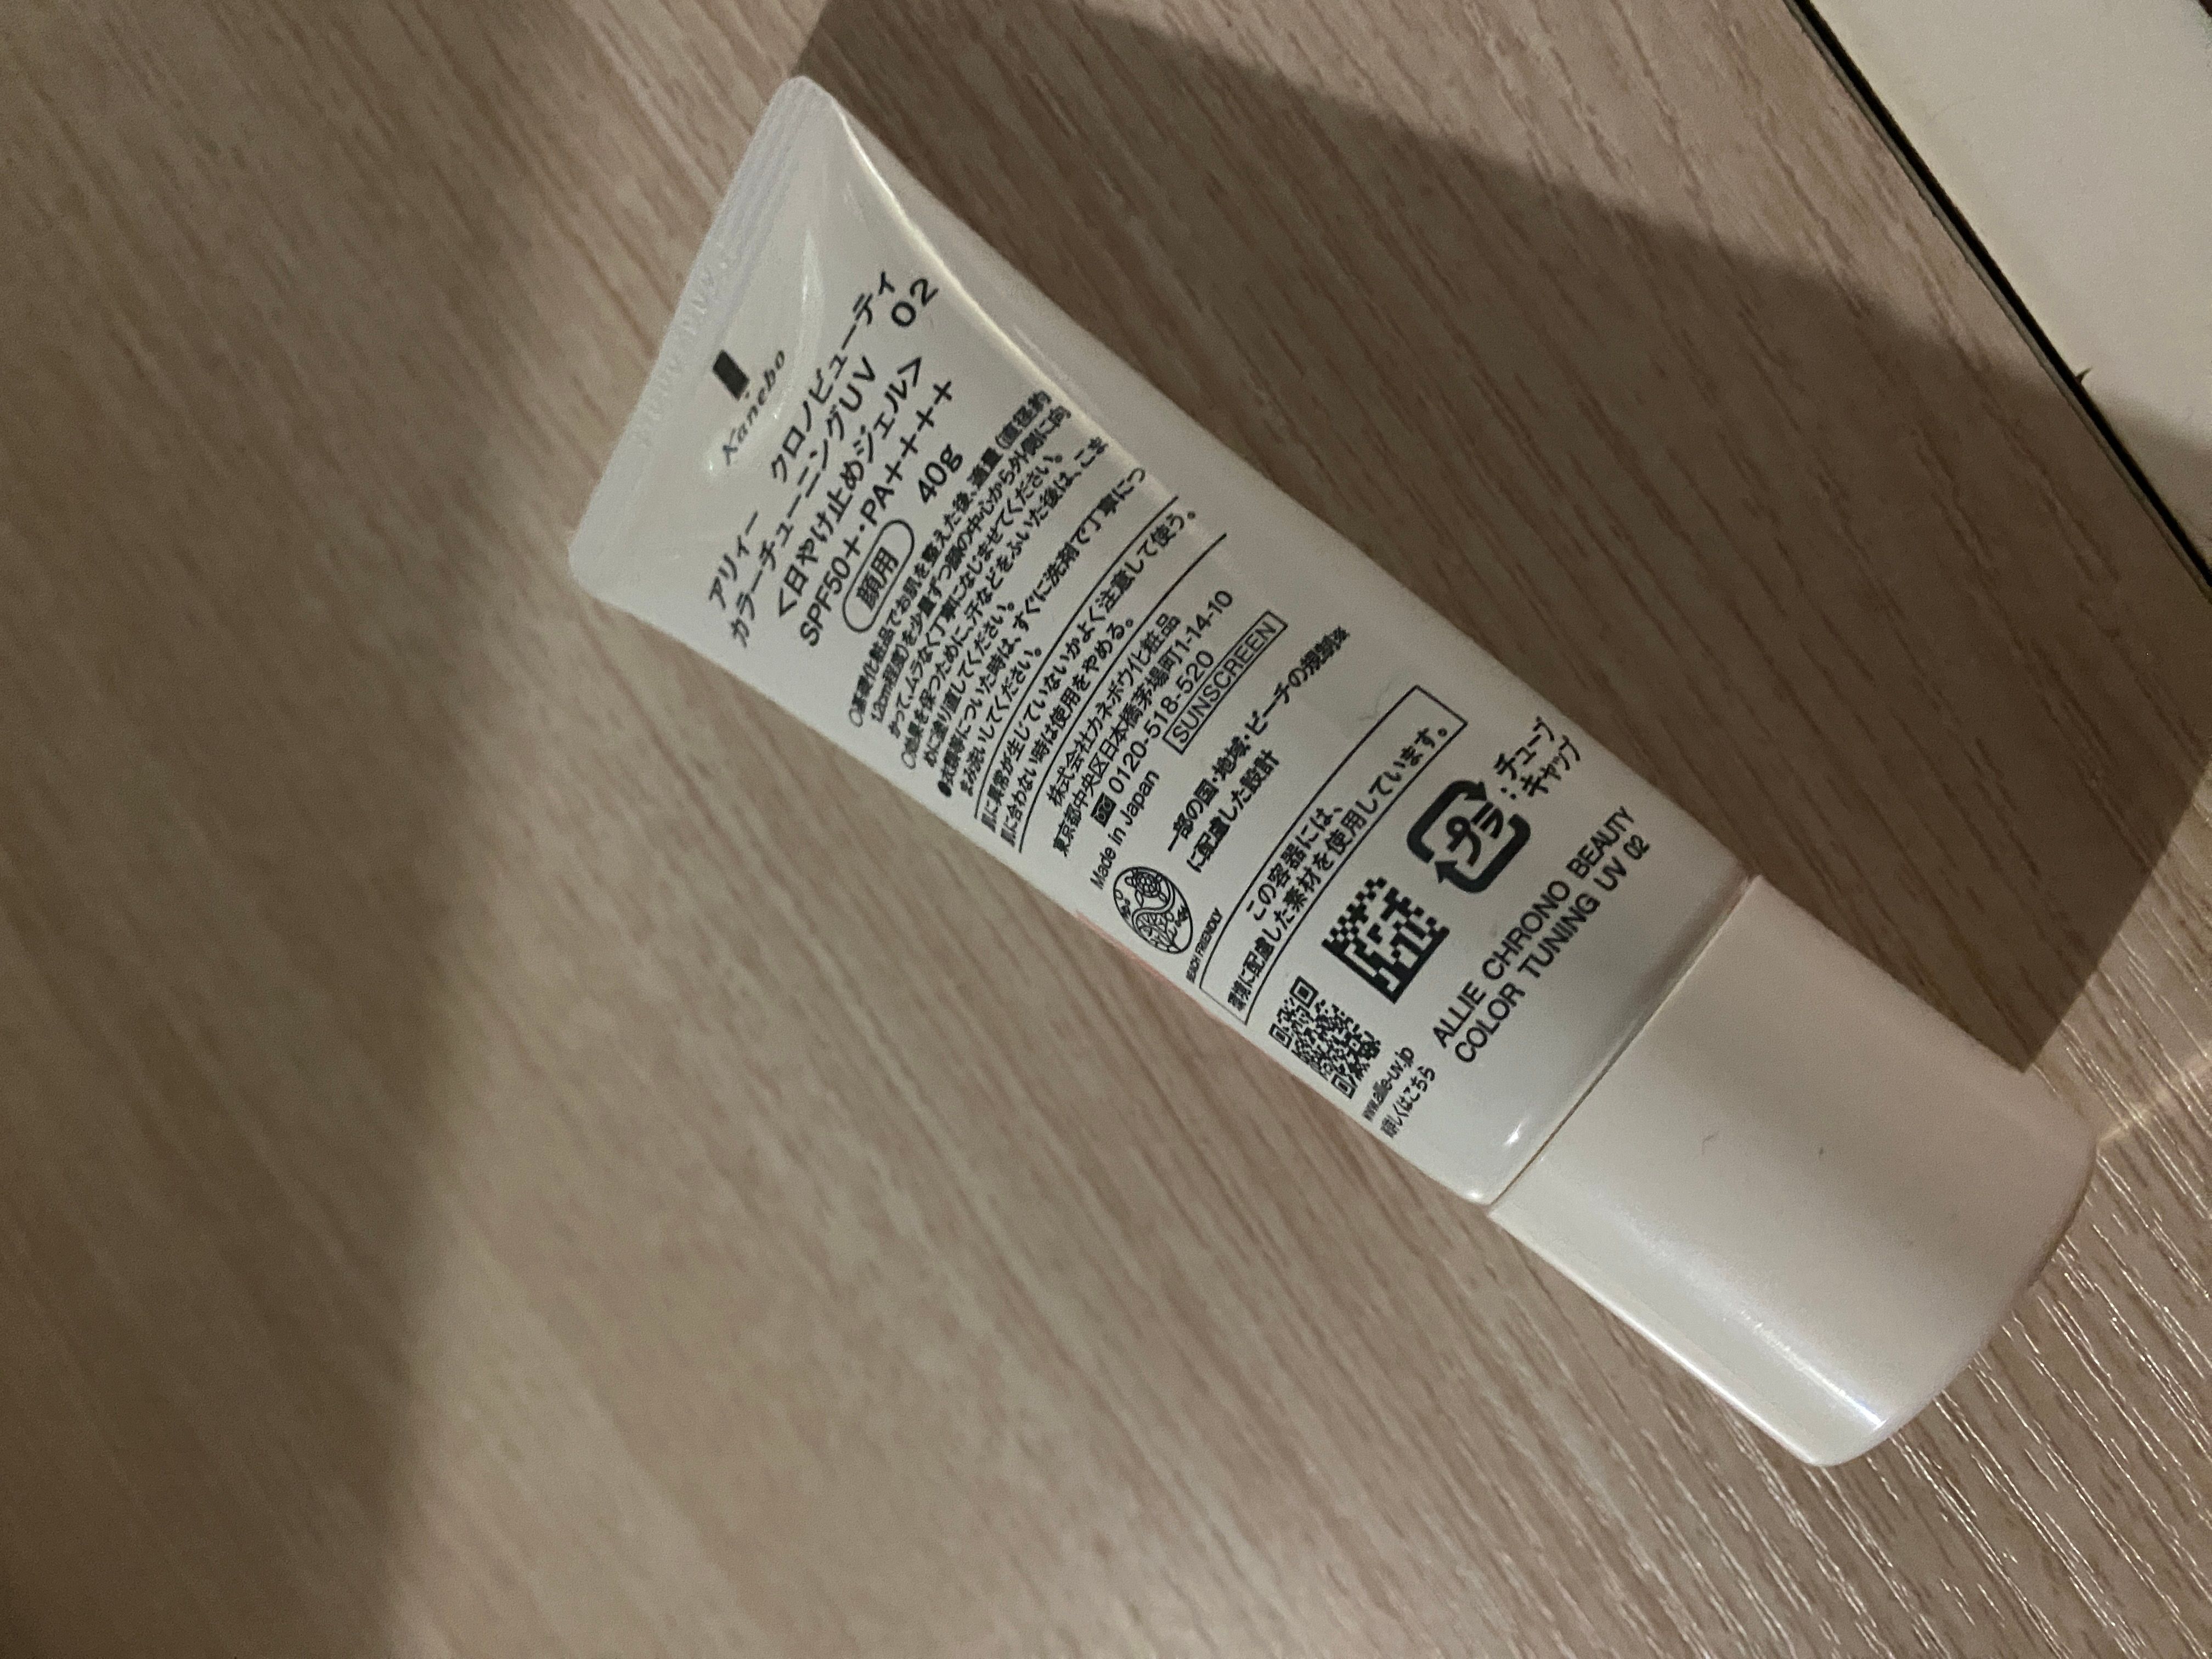 Kanebo
アリィー クロノビューティ
カラーチューニングUV 02
<日やけ止めジェル>
SPF50+・PA++++
顔用 40g
○基礎化粧品でお肌を整えた後、適量(直径約
1.2cm程度)を少量ずつ顔の中心から外側に向
かって、ムラなく丁寧になじませてください。
○効果を保つために、汗などをふいた後は、こま
めに塗り直してください。
●衣類等についた時は、すぐに洗剤で丁寧につ
まみ洗いしてください。
肌に異常が生じていないかよく注意して使う。
肌に合わない時は使用をやめる。
株式会社カネボウ化粧品
東京都中央区日本橋茅場町1-14-10
0120-518-520
Made in Japan SUNSCREEN
一部の国・地域・ビーチの規制※
に配慮した設計
BEACH FRIENDLY
この容器には、
環境に配慮した素材を使用しています。
プラ
:チューブ
キャップ
www.allie-uv.jp
詳しくはこちら
ALLIE CHRONO BEAUTY
COLOR TUNING UV 02